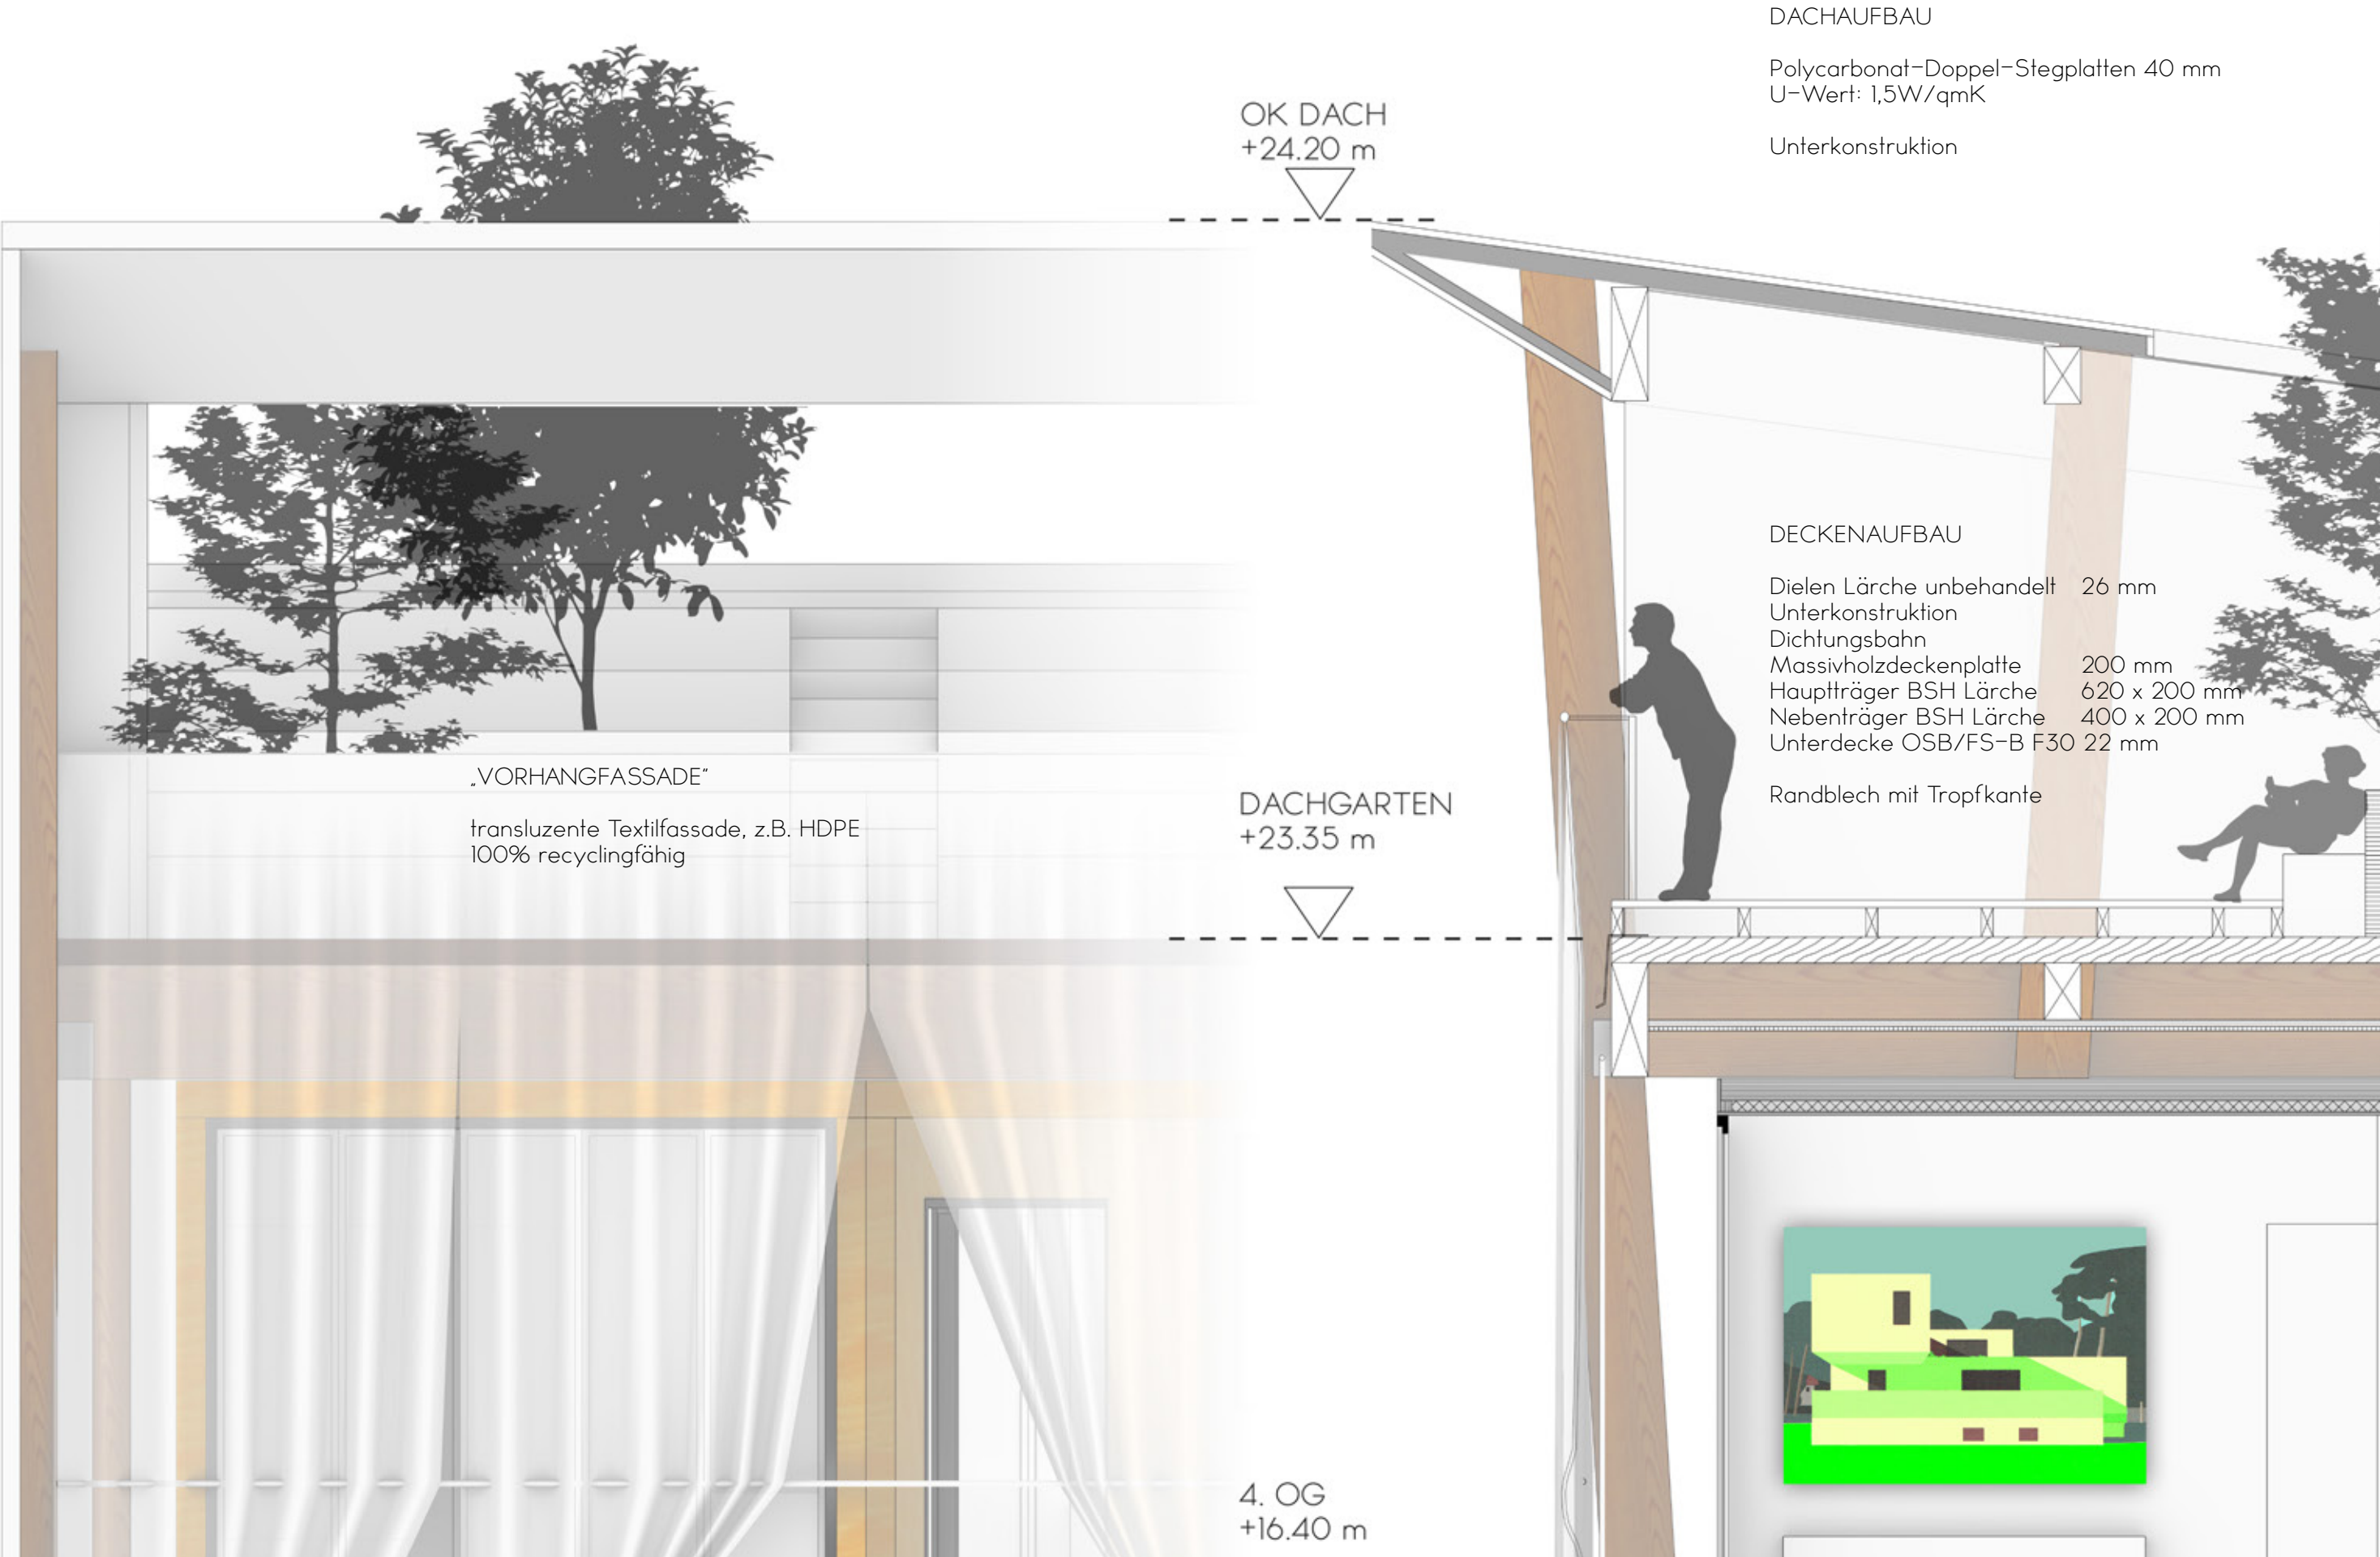 DACHAUFBAU
Polycarbonat-Doppel-Stegplatten 40 mm
U-Wert: 1,5W/qmK
Unterkonstruktion
OK DACH
+24.20 m
DECKENAUFBAU
Dielen Lärche unbehandelt 26 mm
Unterkonstruktion
Dichtungsbahn
Massivholzdeckenplatte 200 mm
Hauptträger BSH Lärche 620 x 200 mm
Nebenträger BSH Lärche 400 x 200 mm
Unterdecke OSB/FS-B F30 22 mm
Randblech mit Tropfkante
„VORHANGFASSADE“
transluzente Textilfassade, z.B. HDPE
100% recyclingfähig
DACHGARTEN
+23.35 m
4. OG
+16.40 m